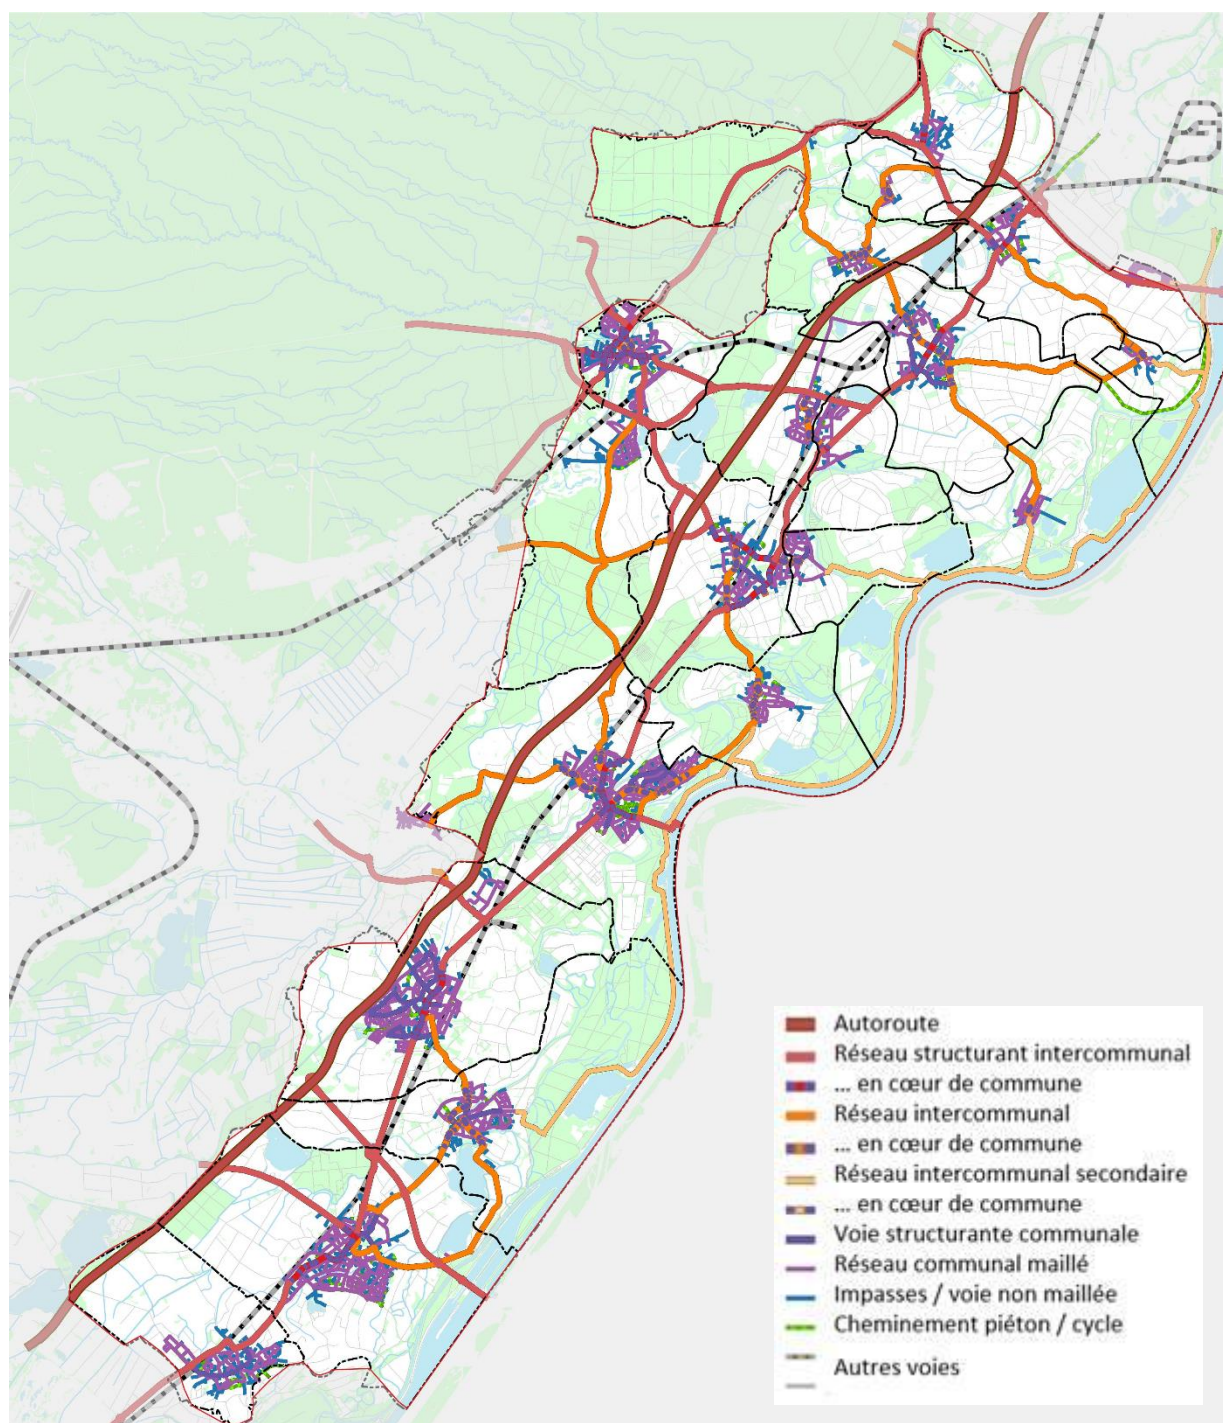 Autoroute
Réseau structurant intercommunal
... en cœur de commune
Réseau intercommunal
... en cœur de commune
Réseau intercommunal secondaire
... en cœur de commune
Voie structurante communale
Réseau communal maillé
Impasses / voie non maillée
Cheminement piéton / cycle
Autres voies